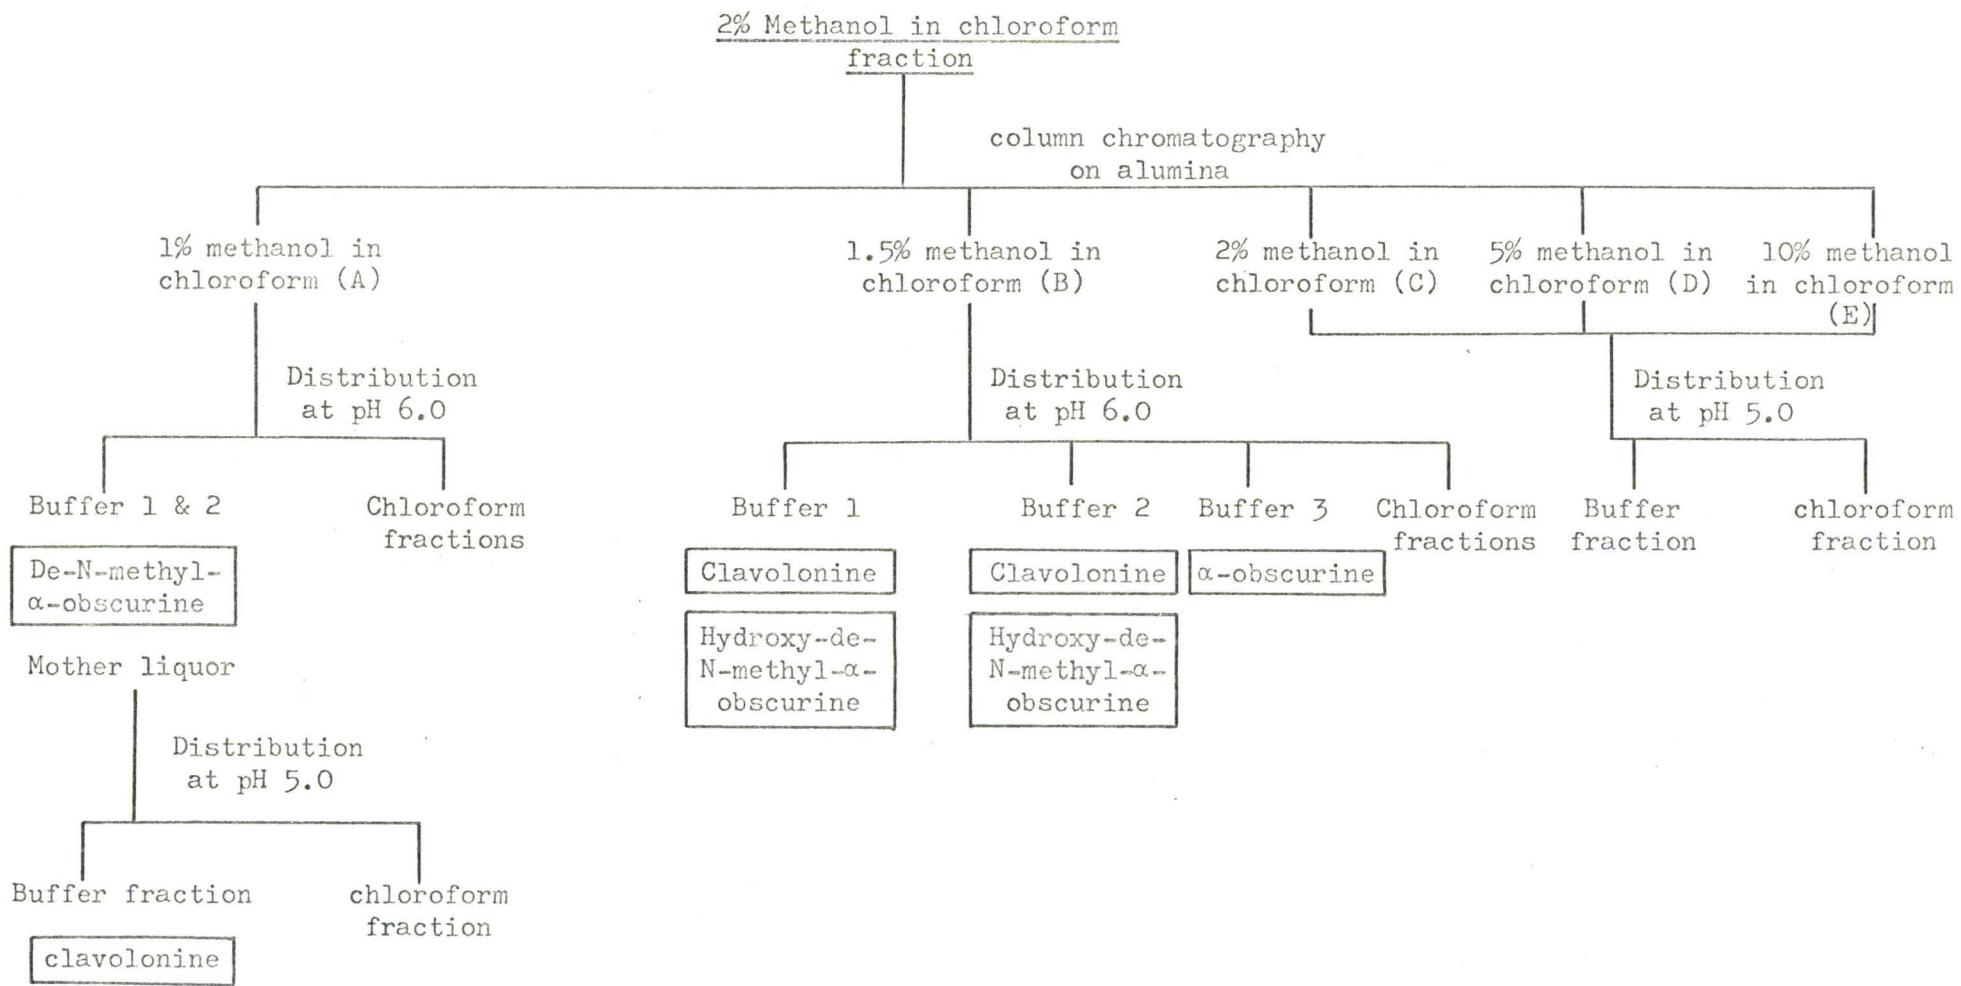 2% Methanol in chloroform
fraction
column chromatography
on alumina
1% methanol in
chloroform (A)
1.5% methanol in
chloroform (B)
2% methanol in
chloroform (C)
5% methanol in
chloroform (D)
10% methanol
in chloroform
(E)
Distribution
at pH 6.0
Distribution
at pH 6.0
Distribution
at pH 5.0
Buffer 1 & 2
Chloroform
fractions
De-N-methyl-
α-obscurine
Mother liquor
Distribution
at pH 5.0
Buffer fraction
clavolonine
chloroform
fraction
Buffer 1
Clavolonine
Hydroxy-de-
N-methyl-α-
obscurine
Buffer 2
Clavolonine
Hydroxy-de-
N-methyl-α-
obscurine
Buffer 3
α-obscurine
Chloroform
fractions
Buffer
fraction
chloroform
fraction